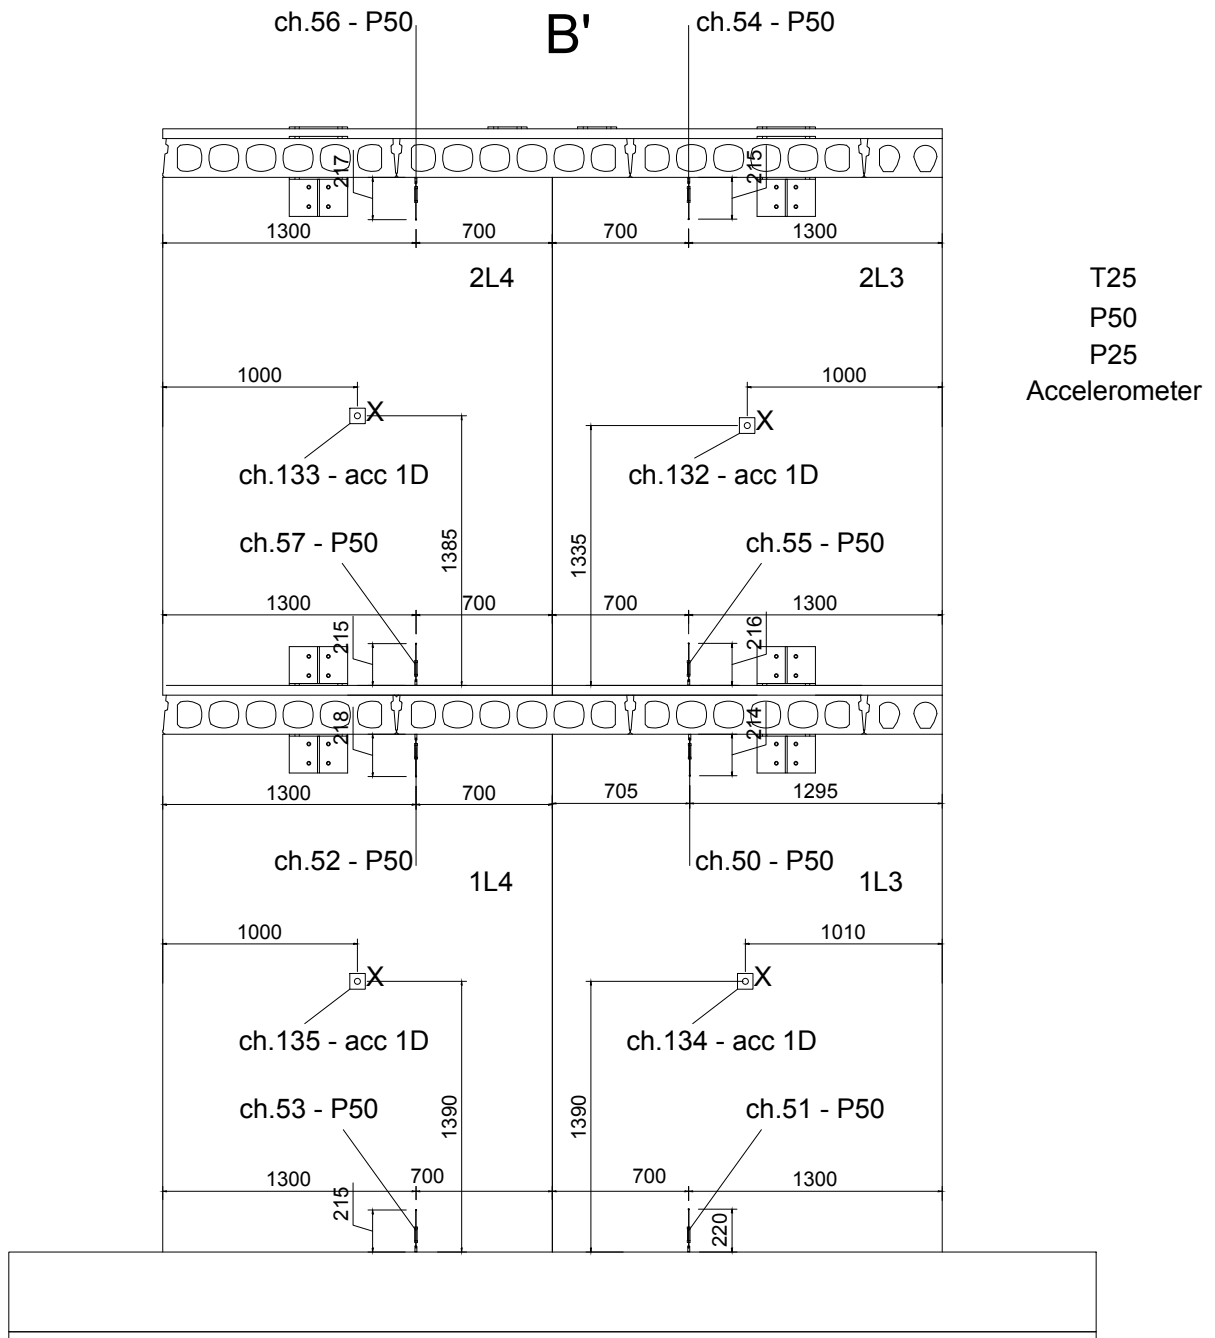 ch.56 - P50
B'
ch.54 - P50
217
215
1300
700
700
1300
2L4
2L3
T25
P50
P25
Accelerometer
1000
1000
X
X
ch.133 - acc 1D
ch.132 - acc 1D
1385
1335
ch.57 - P50
ch.55 - P50
1300
700
700
1300
215
216
218
214
1300
700
705
1295
ch.52 - P50
ch.50 - P50
1L4
1L3
1000
1010
X
X
ch.135 - acc 1D
ch.134 - acc 1D
ch.53 - P50
ch.51 - P50
1390
1390
1300
700
700
1300
215
220